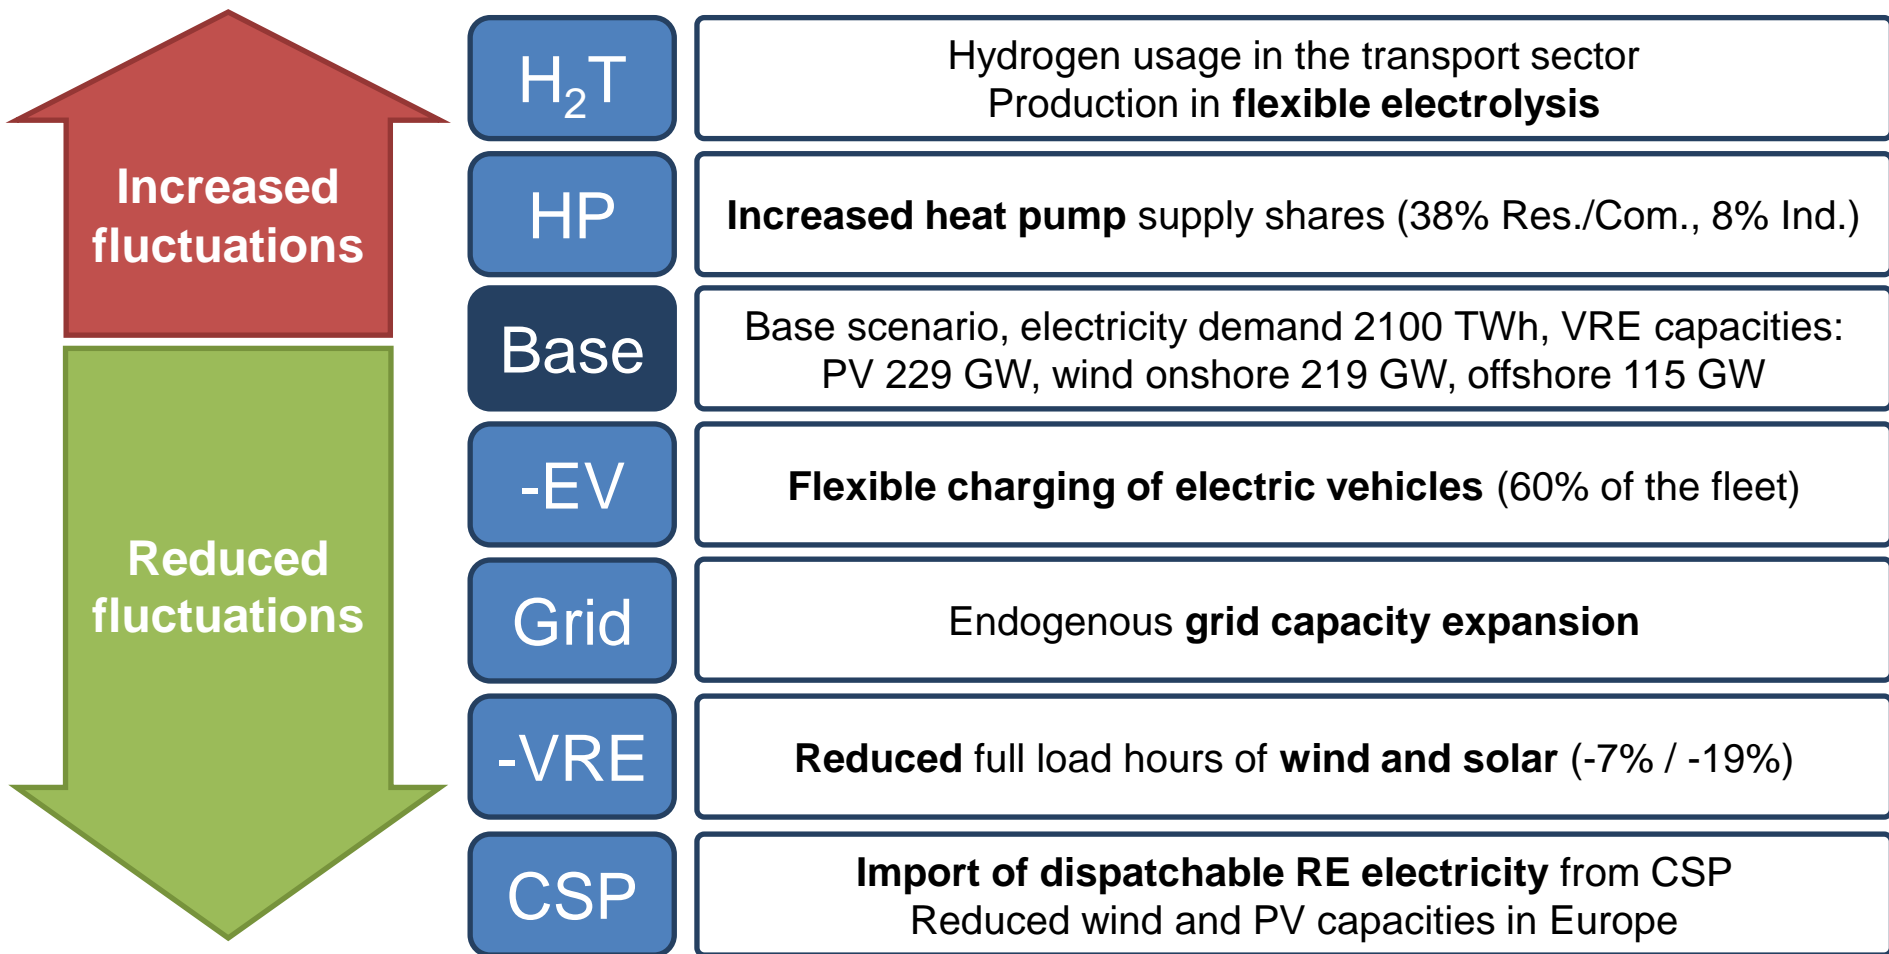 Increased
fluctuations
Reduced
fluctuations
H₂T
Hydrogen usage in the transport sector
Production in flexible electrolysis
HP
Increased heat pump supply shares (38% Res./Com., 8% Ind.)
Base
Base scenario, electricity demand 2100 TWh, VRE capacities:
PV 229 GW, wind onshore 219 GW, offshore 115 GW
-EV
Flexible charging of electric vehicles (60% of the fleet)
Grid
Endogenous grid capacity expansion
-VRE
Reduced full load hours of wind and solar (-7% / -19%)
CSP
Import of dispatchable RE electricity from CSP
Reduced wind and PV capacities in Europe